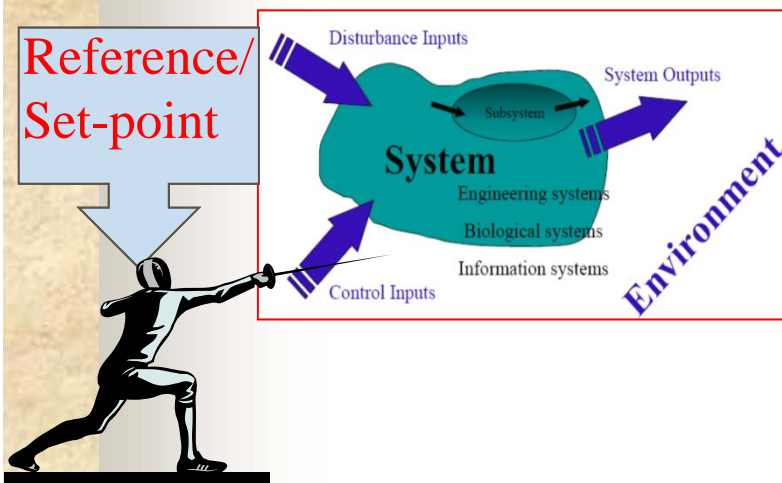 Reference/
Set-point
Disturbance Inputs
System Outputs
Subsystem
System
Engineering systems
Biological systems
Information systems
Control Inputs
Environment